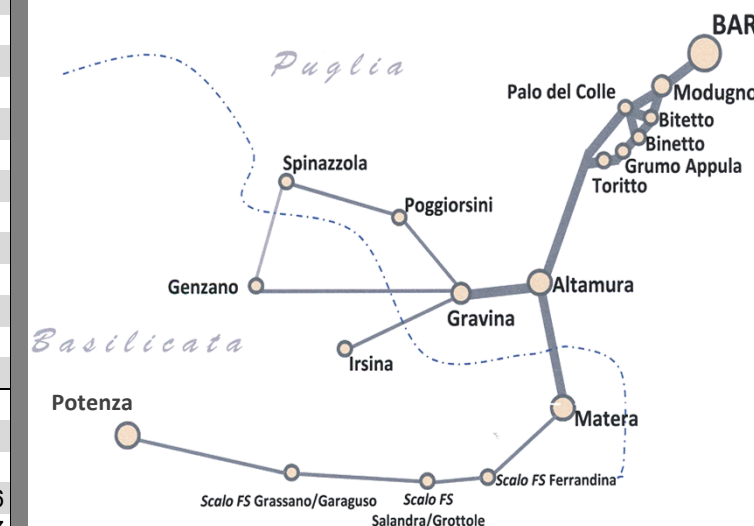 BAR
Puglia
Palo del Colle
Modugno
Bitetto
Binetto
Grumo Appula
Toritto
Spinazzola
Poggiorsini
Genzano
Altamura
Gravina
Basilicata
Irsina
Potenza
Matera
Scalo FS Ferrandina
Scalo FS Grassano/Garaguso
Scalo FS
Salandra/Grottole
6